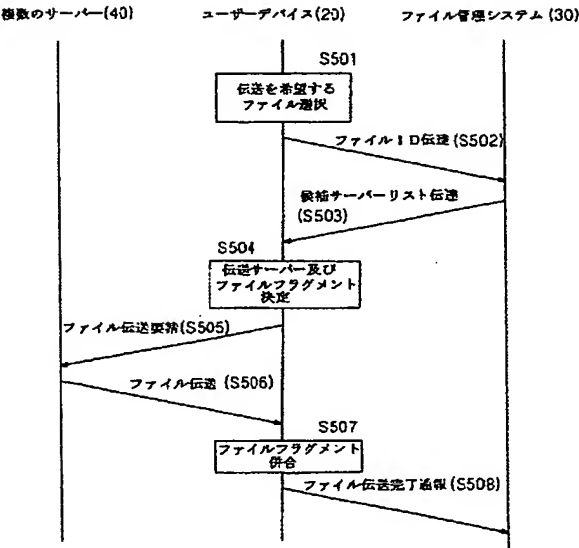 複数のサーバー(40)
ユーザーデバイス(20)
ファイル管理システム (30)
S501
伝送を希望する
ファイル選択
ファイルID伝達(S502)
候補サーバーリスト伝達
(S503)
S504
伝送サーバー及び
ファイルフラグメント
決定
ファイル伝送要請(S505)
ファイル伝送 (S506)
S507
ファイルフラグメント
併合
ファイル伝送完了通報(S508)